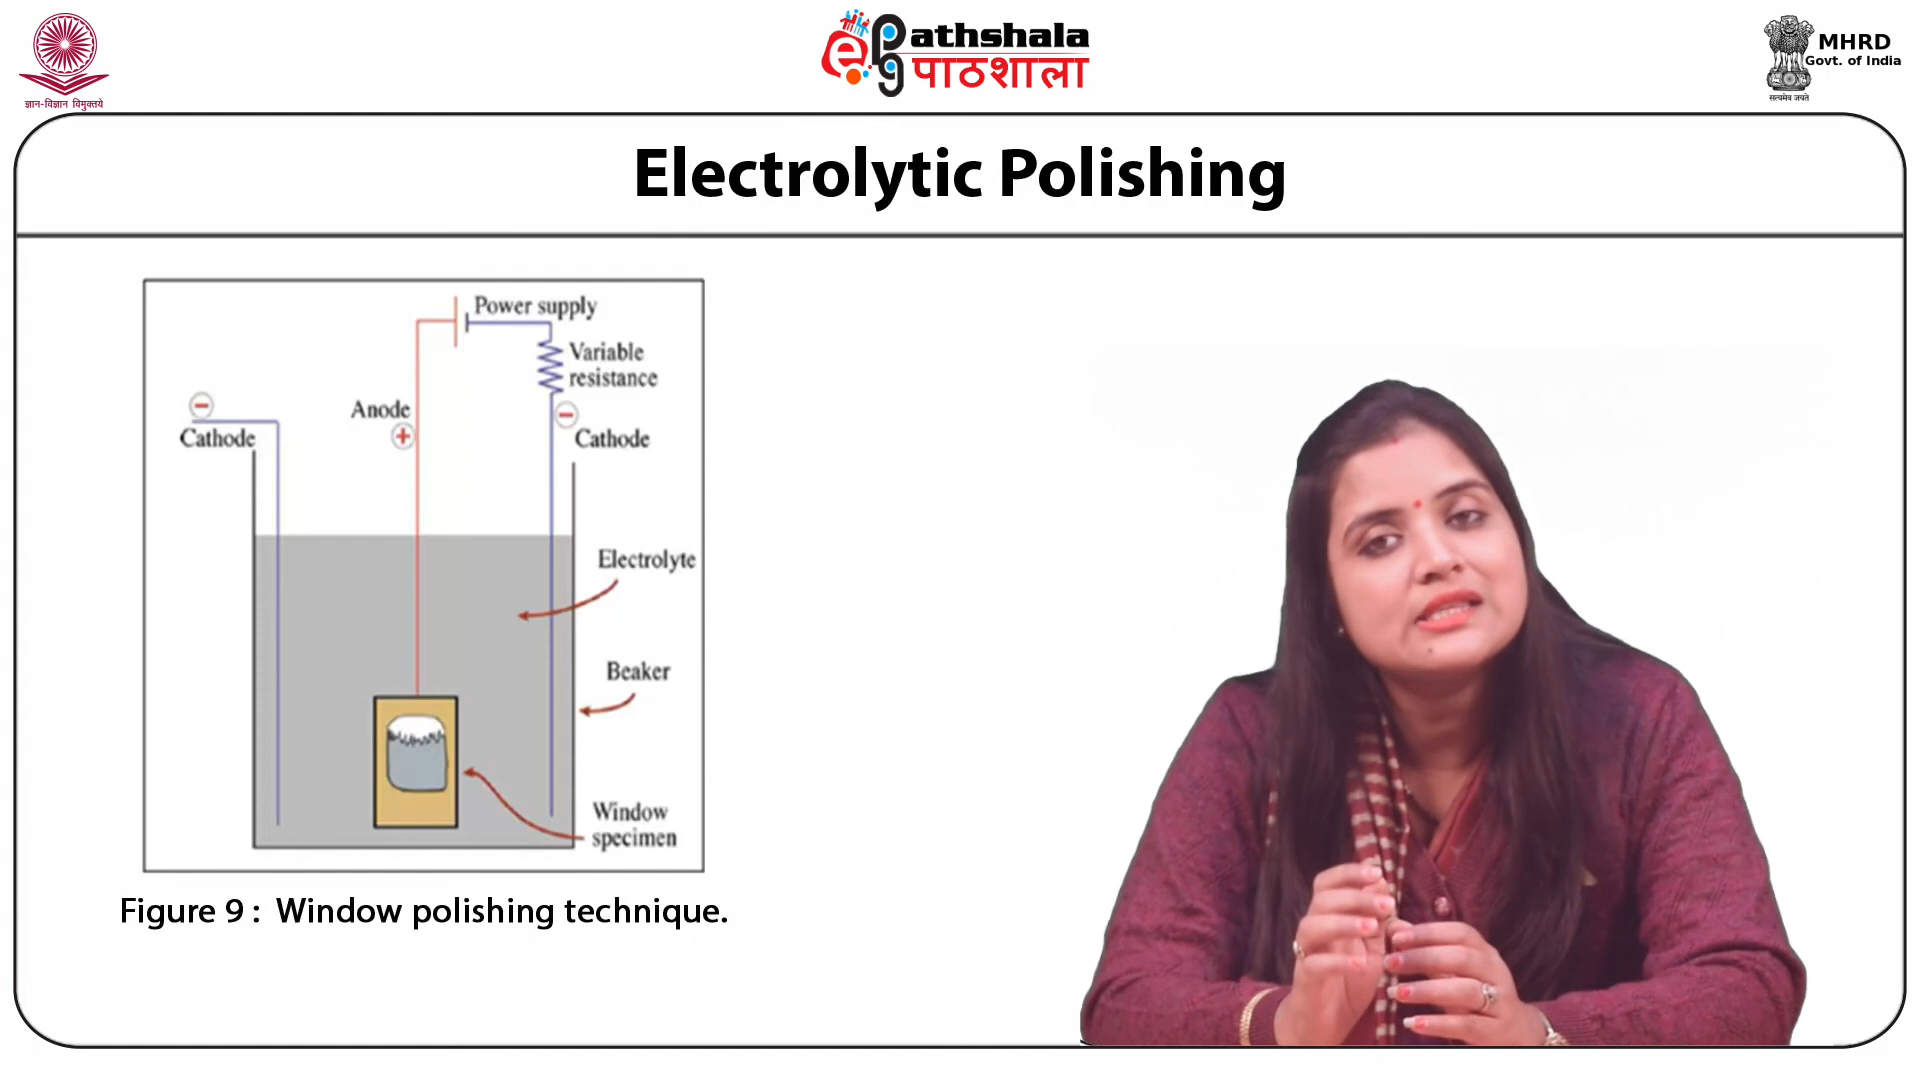 ज्ञान-विज्ञान विमुक्तये
ePathshala
पाठशाला
MHRD
Govt. of India
सत्यमेव जयते
Electrolytic Polishing
Power supply
Variable
resistance
Anode
Cathode
Cathode
Electrolyte
Beaker
Window
specimen
Figure 9 : Window polishing technique.